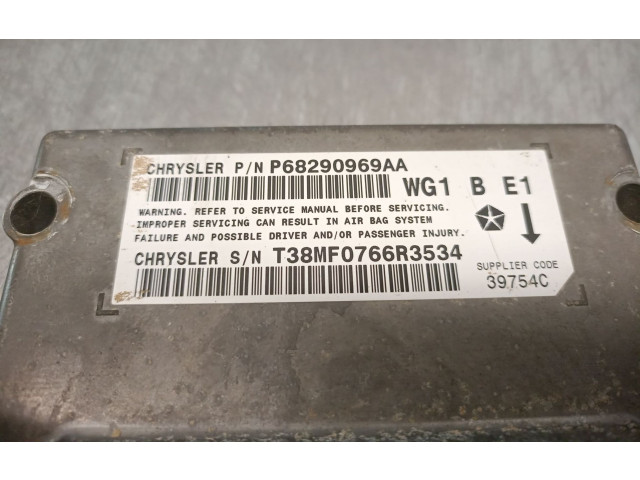 CHRYSLER P/N P68290969AA
WG1 B E1
WARNING. REFER TO SERVICE MANUAL BEFORE SERVICING.
IMPROPER SERVICING CAN RESULT IN AIR BAG SYSTEM
FAILURE AND POSSIBLE DRIVER AND/OR PASSENGER INJURY.
CHRYSLER S/N T38MF0766R3534
SUPPLIER CODE
39754C